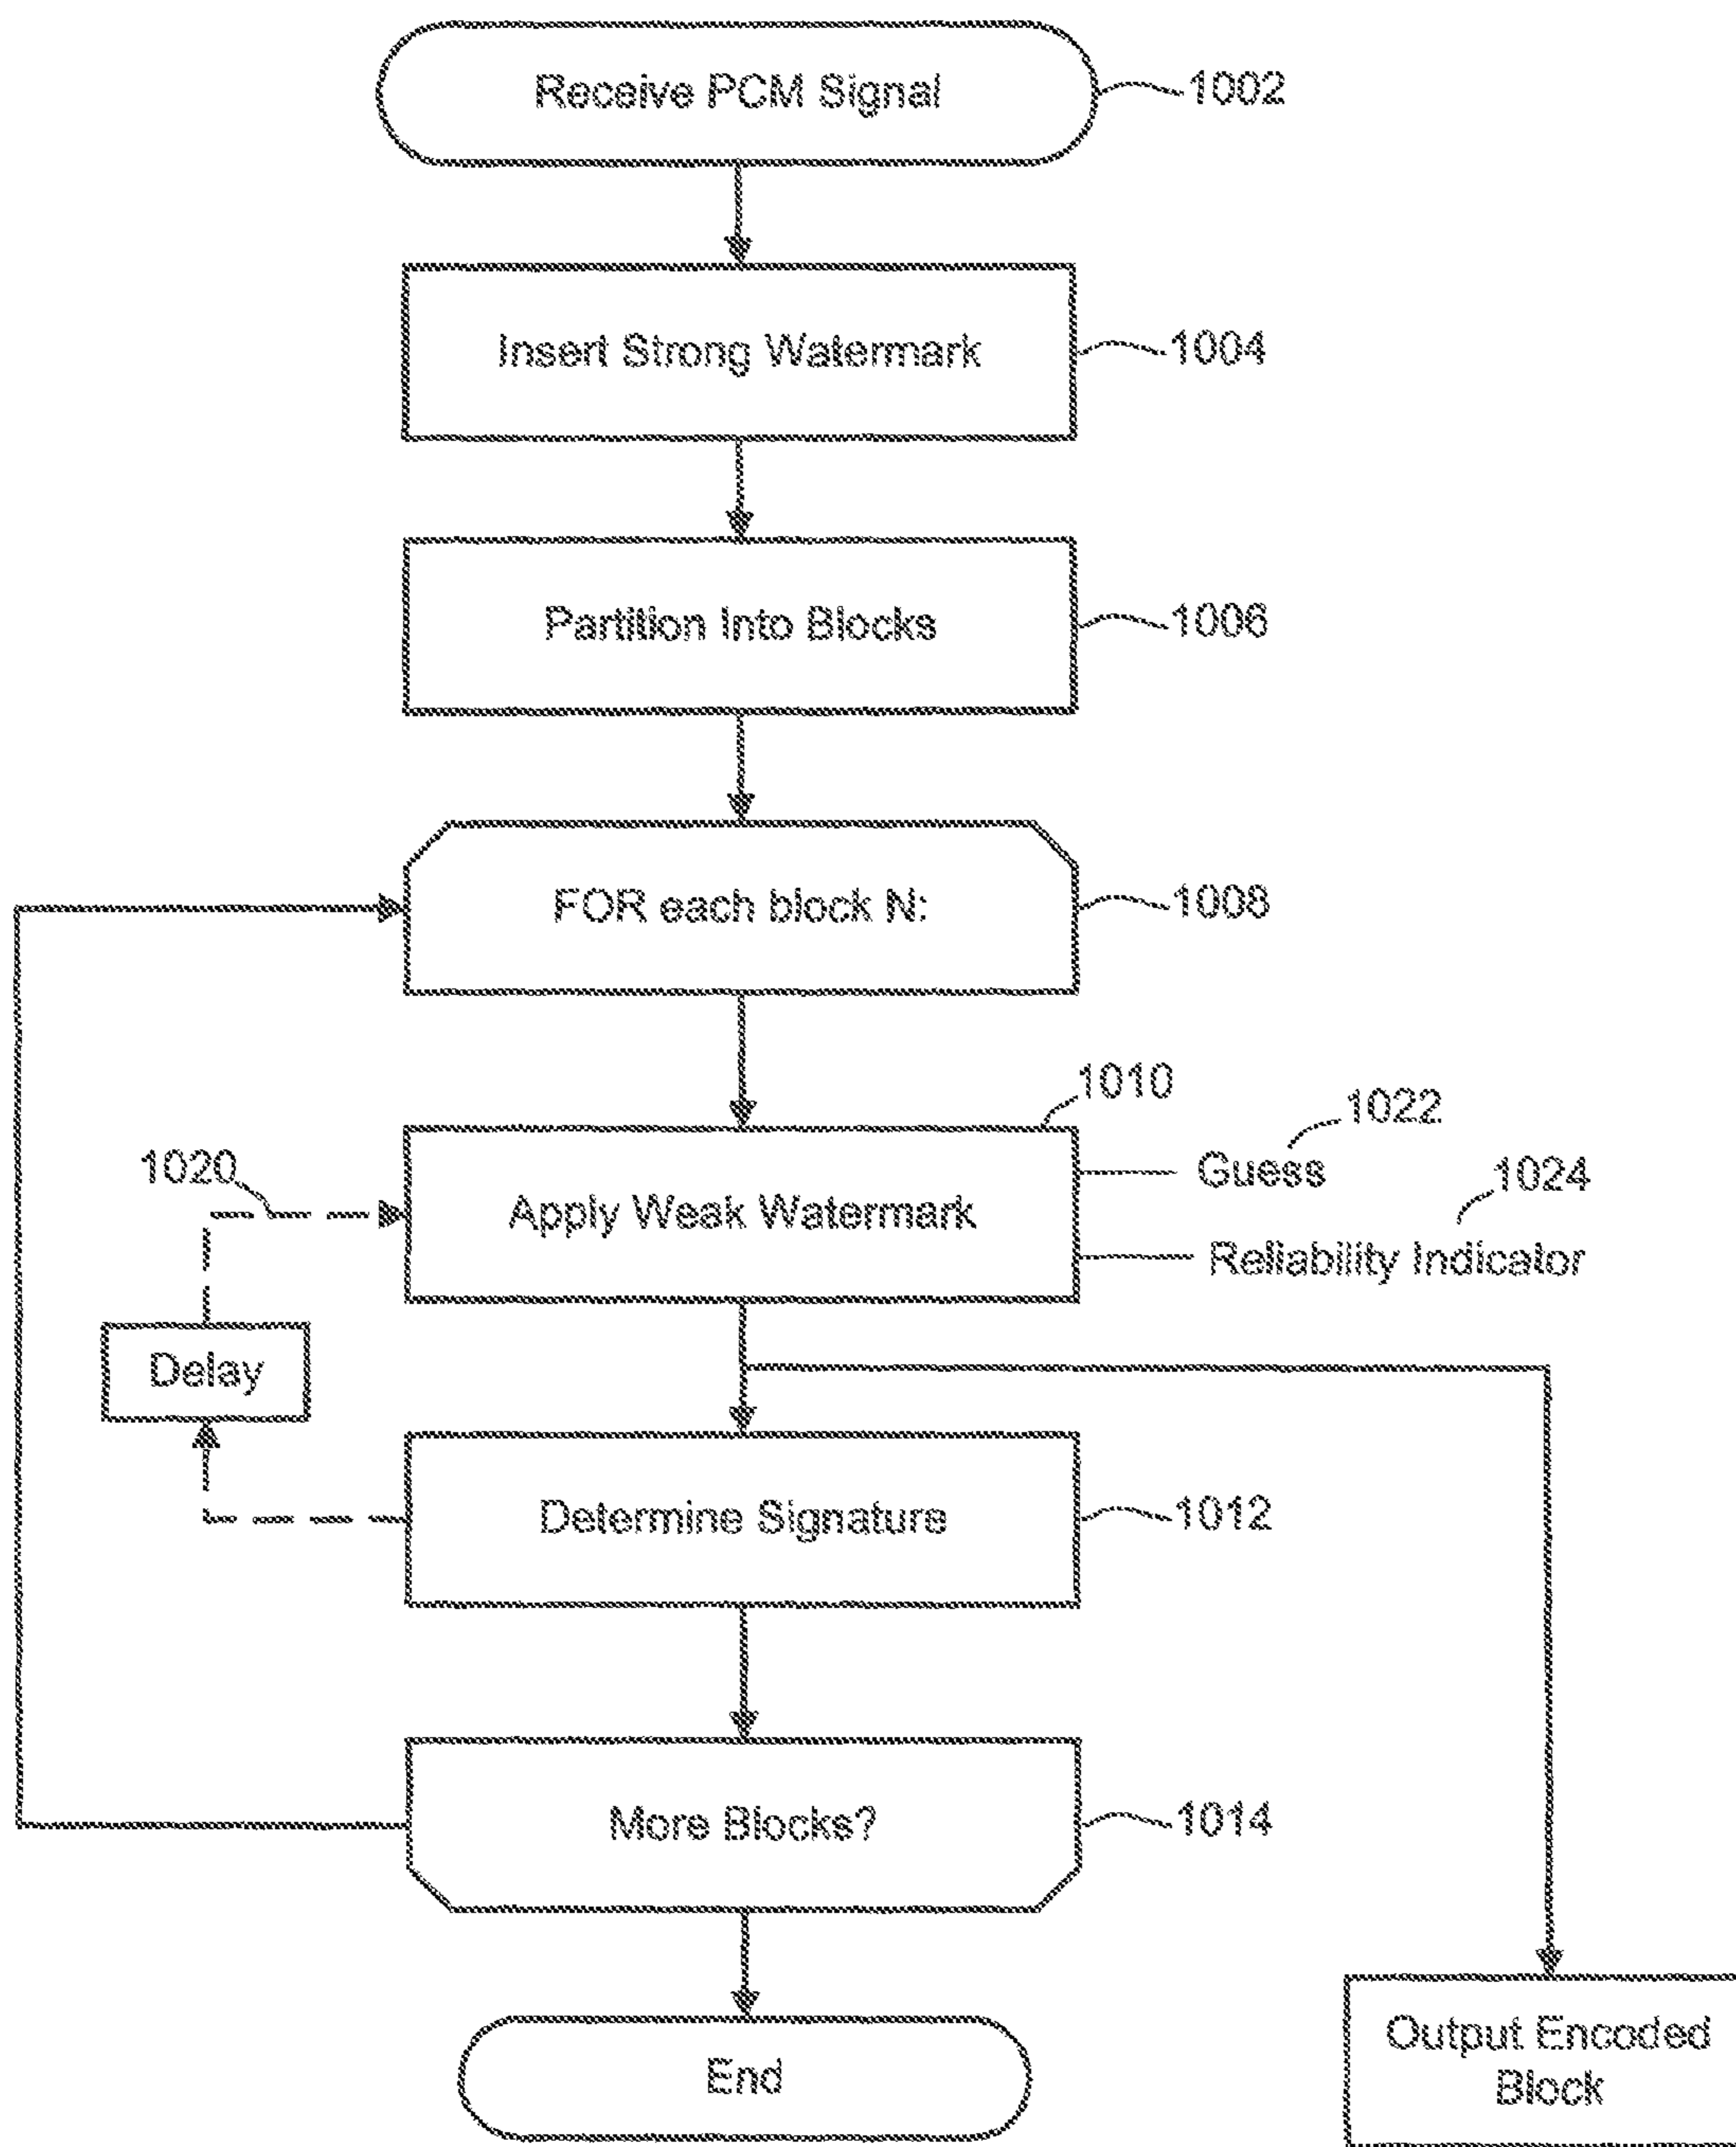 Receive PCM Signal
1002
Insert Strong Watermark
1004
Partition Into Blocks
1006
FOR each block N:
1008
1010
1022
Guess
1024
1020
Apply Weak Watermark
Reliability Indicator
Delay
Determine Signature
1012
More Blocks?
1014
End
Output Encoded
Block